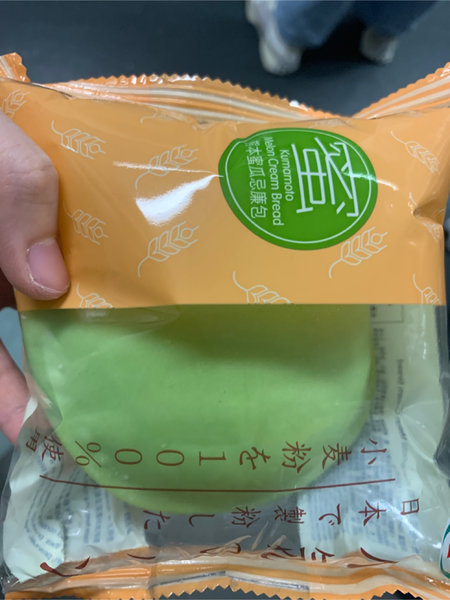 蜜
Kumamoto
Melon Cream Bread
熊本蜜瓜忌廉包
日本で製粉した
小麦粉を100%使用